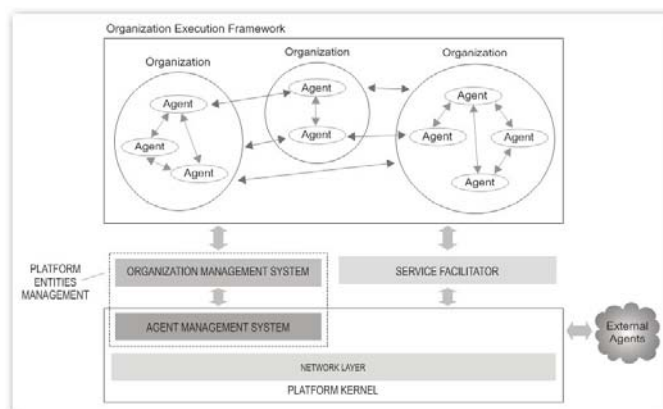 Organization Execution Framework
Organization
Organization
Organization
Agent
Agent
Agent
Agent
Agent
Agent
Agent
Agent
Agent
PLATFORM
ENTITIES
MANAGEMENT
ORGANIZATION MANAGEMENT SYSTEM
SERVICE FACILITATOR
AGENT MANAGEMENT SYSTEM
External
Agents
NETWORK LAYER
PLATFORM KERNEL